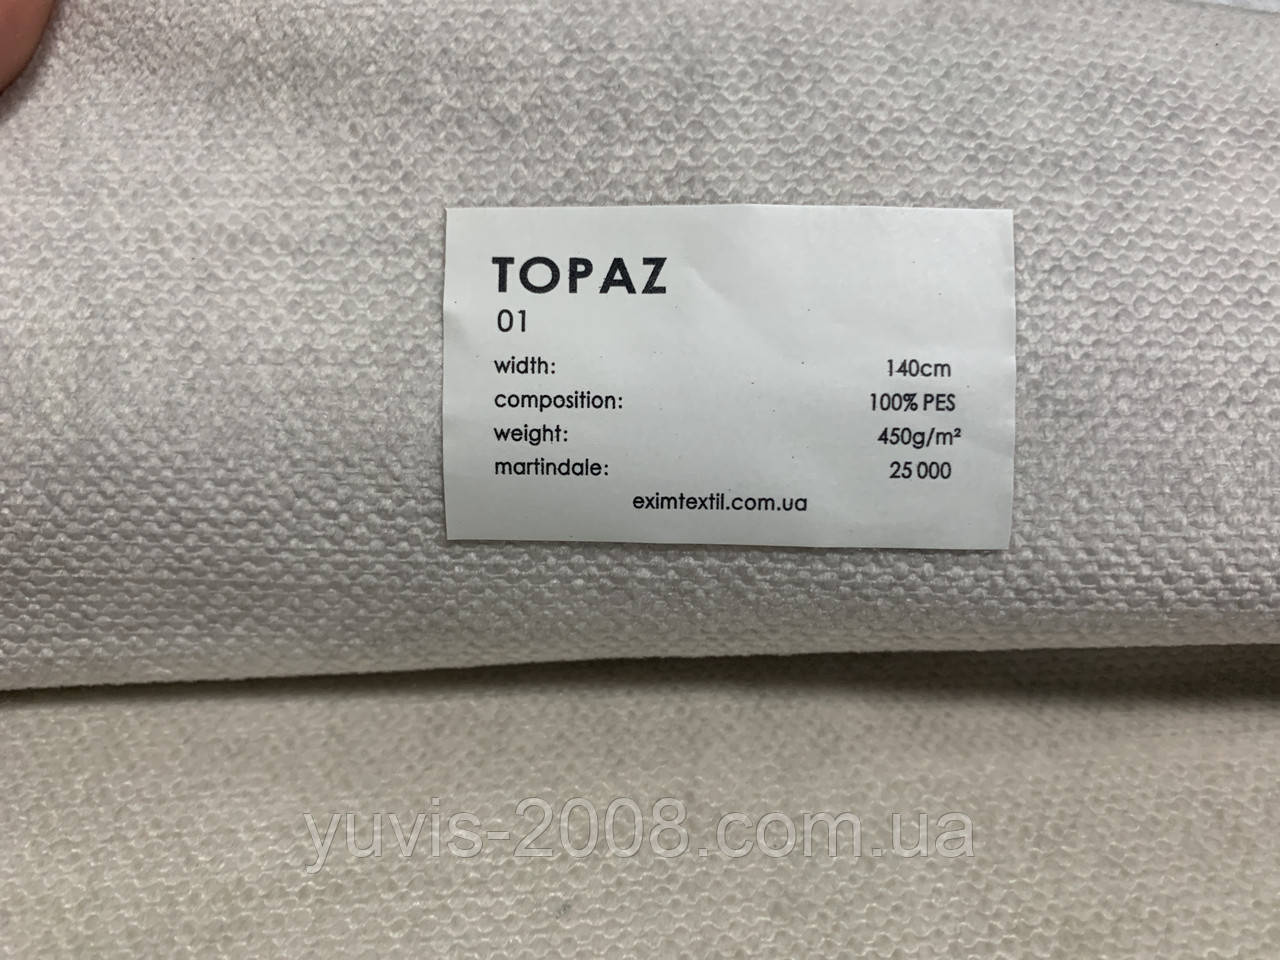 TOPAZ
01
width: 140cm
composition: 100% PES
weight: 450g/m²
martindale: 25 000
eximtextil.com.ua
yuvis-2008.com.ua